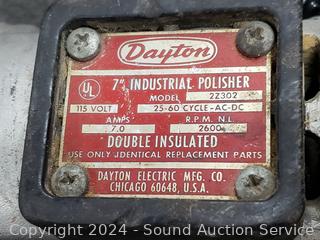 Dayton
UL
7" INDUSTRIAL POLISHER
MODEL 2Z302
115 VOLT 25-60 CYCLE-AC-DC
AMPS R.P.M. N.L.
7.0 2600
DOUBLE INSULATED
USE ONLY IDENTICAL REPLACEMENT PARTS
DAYTON ELECTRIC MFG. CO.
CHICAGO 60648, U.S.A.
Copyright 2024 - Sound Auction Service